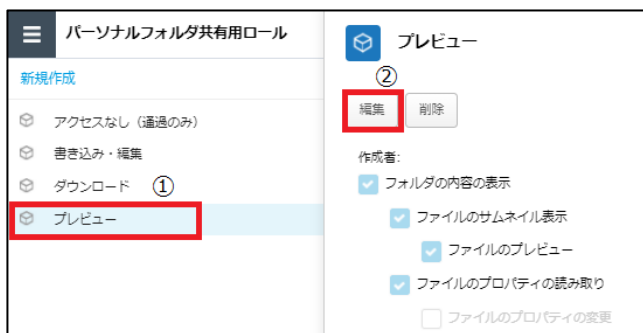 パーソナルフォルダ共有用ロール
新規作成
アクセスなし（通過のみ）
書き込み・編集
ダウンロード ①
プレビュー
プレビュー
②
編集 削除
作成者:
フォルダの内容の表示
ファイルのサムネイル表示
ファイルのプレビュー
ファイルのプロパティの読み取り
ファイルのプロパティの変更